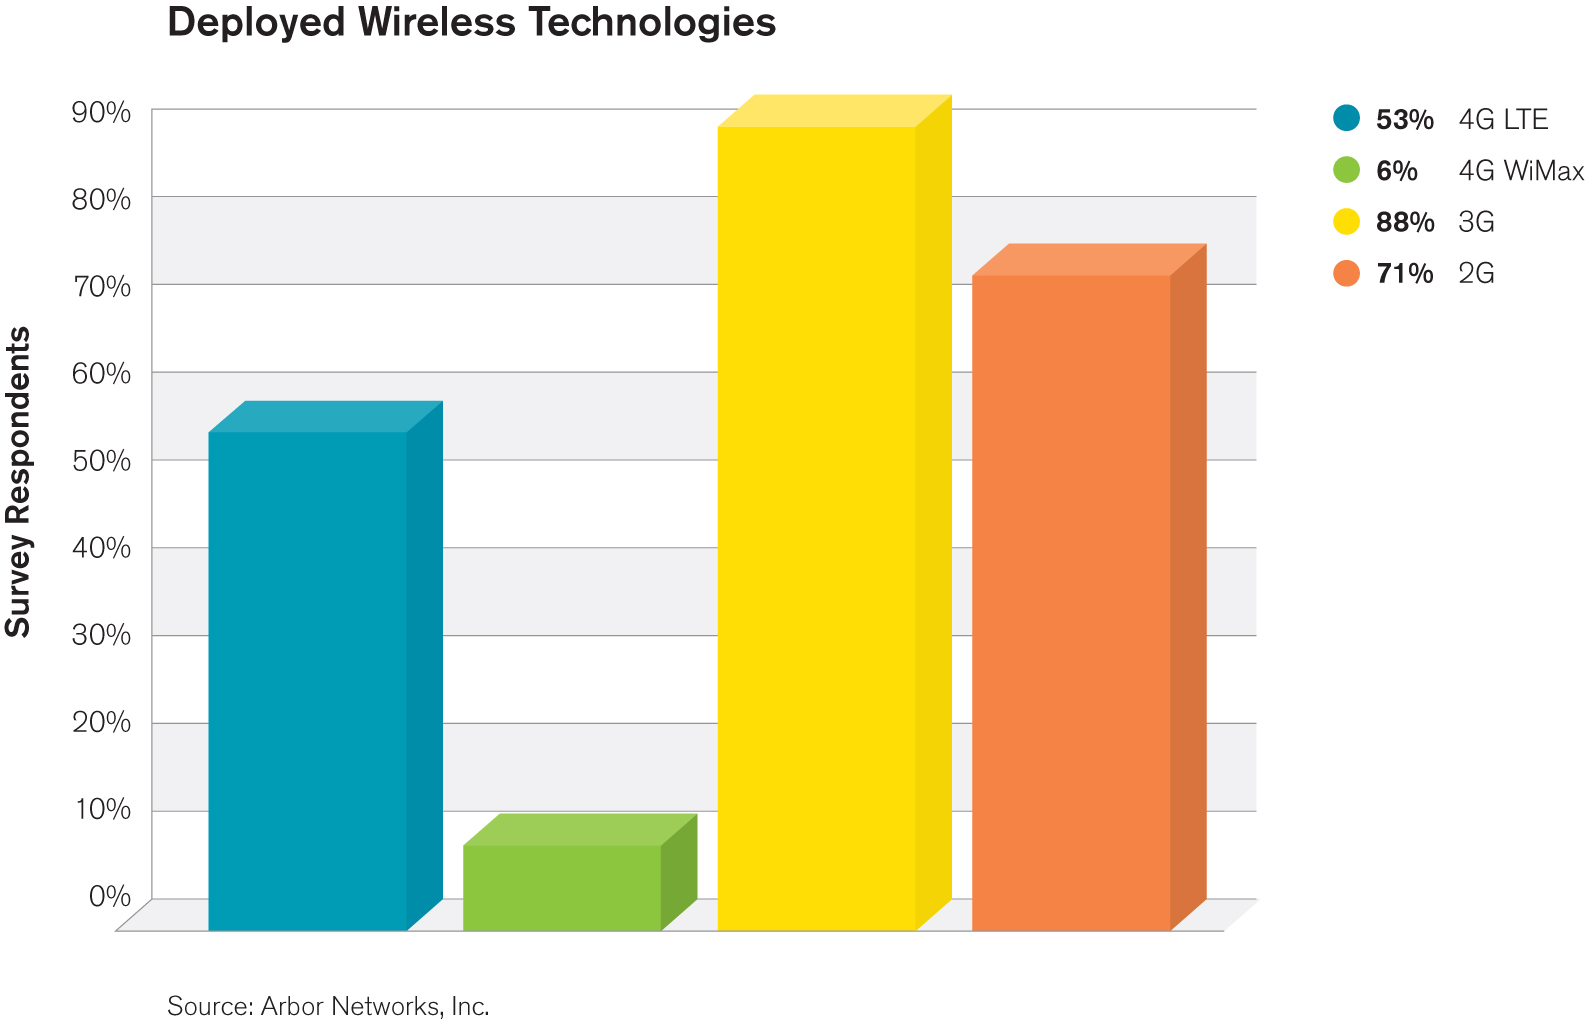 Deployed Wireless Technologies
90%
80%
70%
60%
50%
40%
30%
20%
10%
0%
Survey Respondents
53% 4G LTE
6% 4G WiMax
88% 3G
71% 2G
Source: Arbor Networks, Inc.